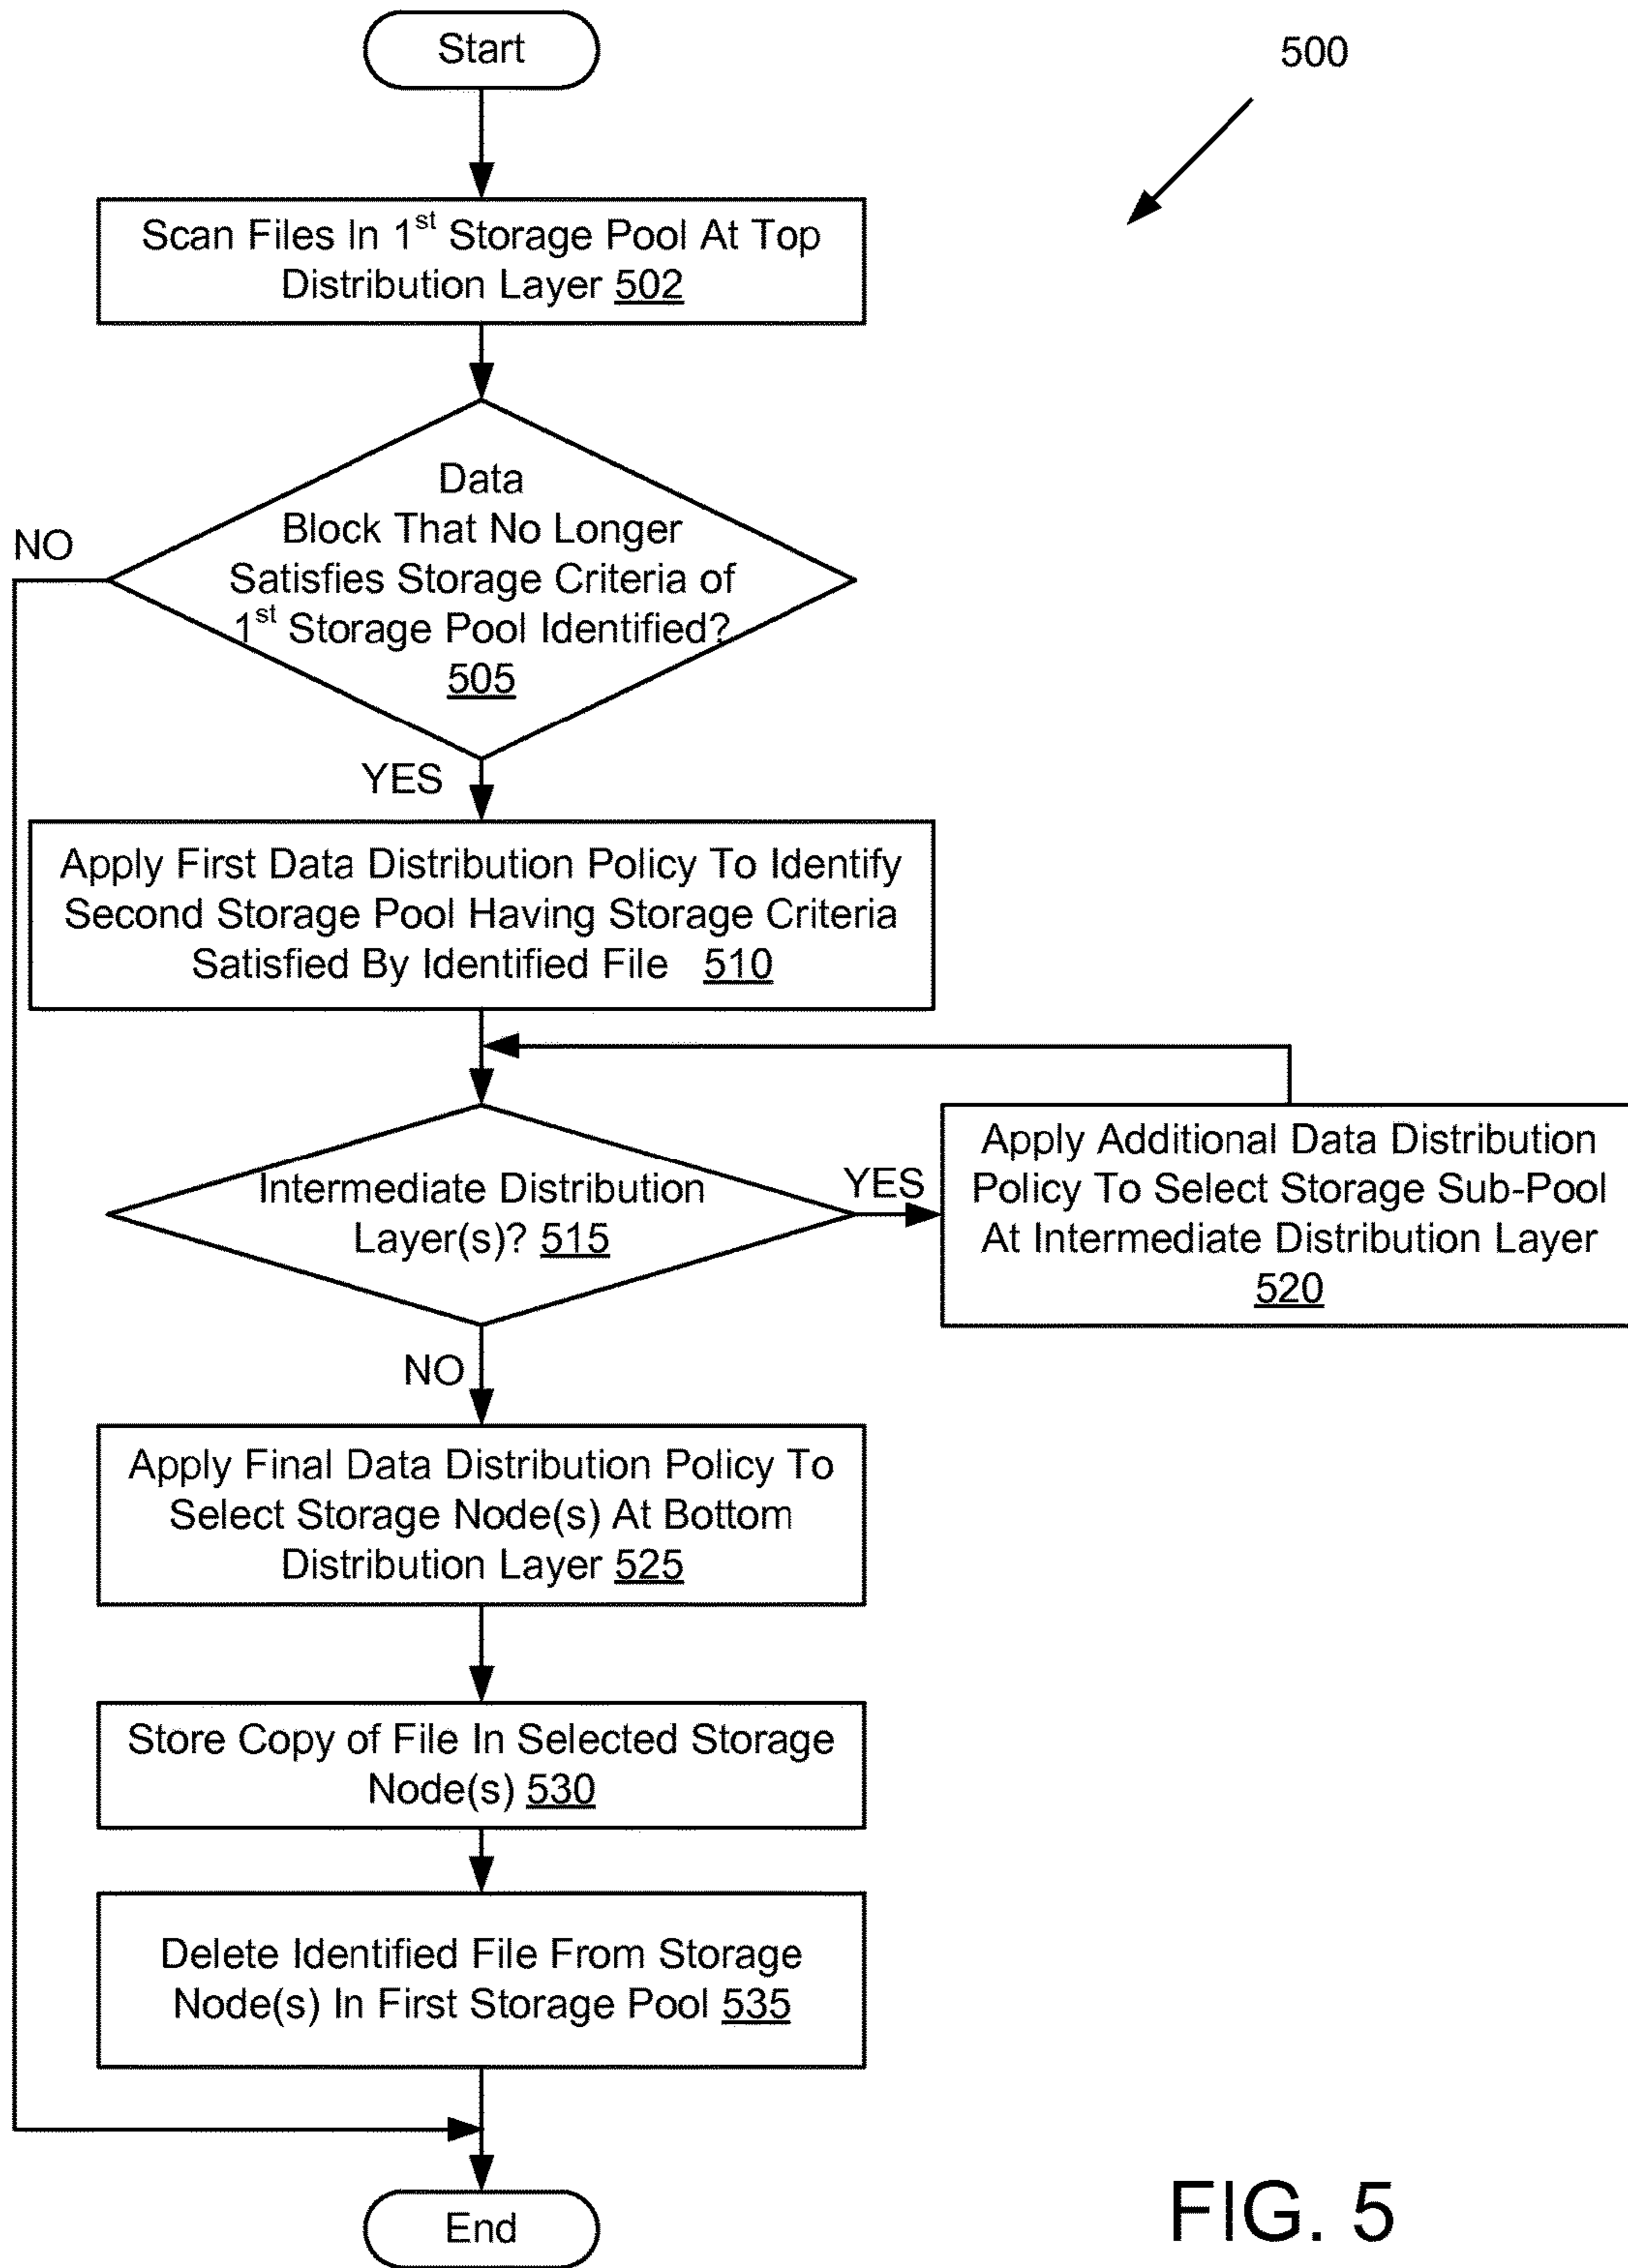 Start
500
Scan Files In 1st Storage Pool At Top
Distribution Layer 502
Data
Block That No Longer
Satisfies Storage Criteria of
1st Storage Pool Identified?
505
NO
YES
Apply First Data Distribution Policy To Identify
Second Storage Pool Having Storage Criteria
Satisfied By Identified File 510
Intermediate Distribution
Layer(s)? 515
YES
Apply Additional Data Distribution
Policy To Select Storage Sub-Pool
At Intermediate Distribution Layer
520
NO
Apply Final Data Distribution Policy To
Select Storage Node(s) At Bottom
Distribution Layer 525
Store Copy of File In Selected Storage
Node(s) 530
Delete Identified File From Storage
Node(s) In First Storage Pool 535
End
FIG. 5